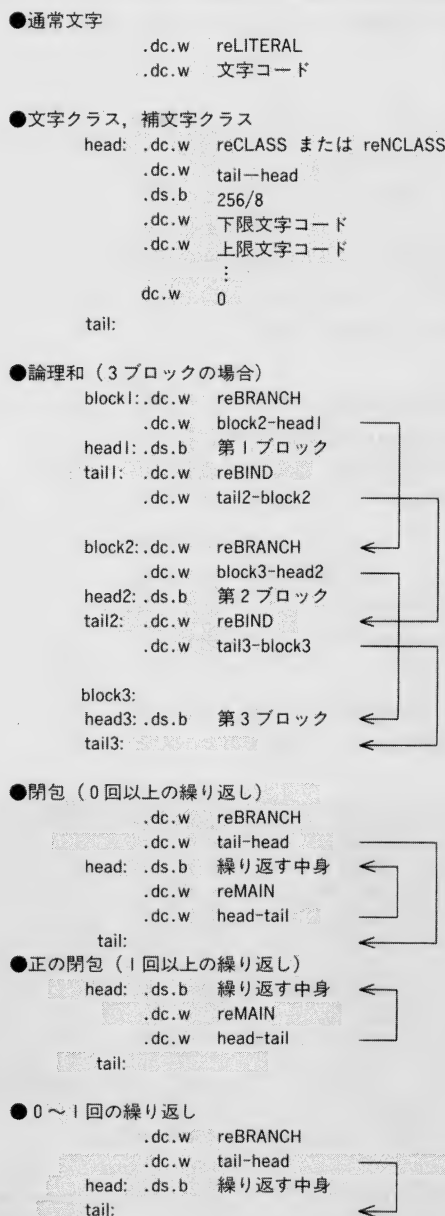 ●通常文字
.dc.w reLITERAL
.dc.w 文字コード
●文字クラス,補文字クラス
head: .dc.w reCLASS または reNCLASS
.dc.w tail−head
.ds.b 256/8
.dc.w 下限文字コード
.dc.w 上限文字コード
⋮
dc.w 0
tail:
●論理和(3ブロックの場合)
block1:.dc.w reBRANCH
.dc.w block2-head1
head1: .ds.b 第1ブロック
tail1: .dc.w reBIND
.dc.w tail2-block2
block2:.dc.w reBRANCH
.dc.w block3-head2
head2: .ds.b 第2ブロック
tail2: .dc.w reBIND
.dc.w tail3-block3
block3:
head3: .ds.b 第3ブロック
tail3:
●閉包(0回以上の繰り返し)
.dc.w reBRANCH
.dc.w tail-head
head: .ds.b 繰り返す中身
.dc.w reMAIN
.dc.w head-tail
tail:
●正の閉包(1回以上の繰り返し)
head: .ds.b 繰り返す中身
.dc.w reMAIN
.dc.w head-tail
tail:
●0〜1回の繰り返し
.dc.w reBRANCH
.dc.w tail-head
head: .ds.b 繰り返す中身
tail: